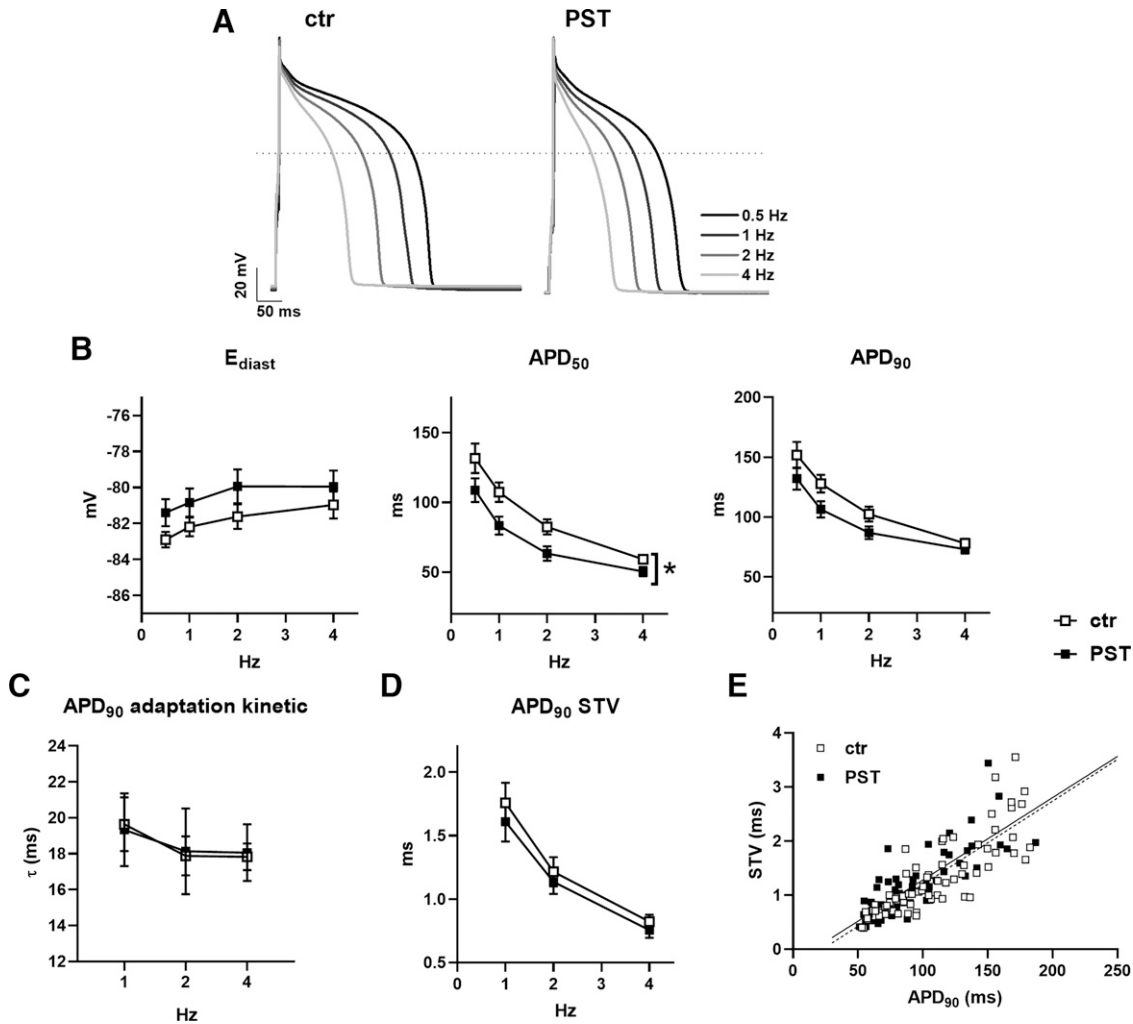 A
ctr
PST
0.5 Hz
1 Hz
2 Hz
4 Hz
20 mV
50 ms
B
Ediast
APD50
APD90
-76
-78
-80
-82
-84
-86
mV
0 1 2 3 4
Hz
150
100
50
ms
*
0 1 2 3 4
Hz
200
150
100
50
ms
0 1 2 3 4
Hz
ctr
PST
C
APD90 adaptation kinetic
24
22
20
18
16
14
12
τ (ms)
1 2 4
Hz
D
APD90 STV
2.0
1.5
1.0
0.5
ms
0 1 2 3 4
Hz
E
ctr
PST
4
3
2
1
0
STV (ms)
0 50 100 150 200 250
APD90 (ms)